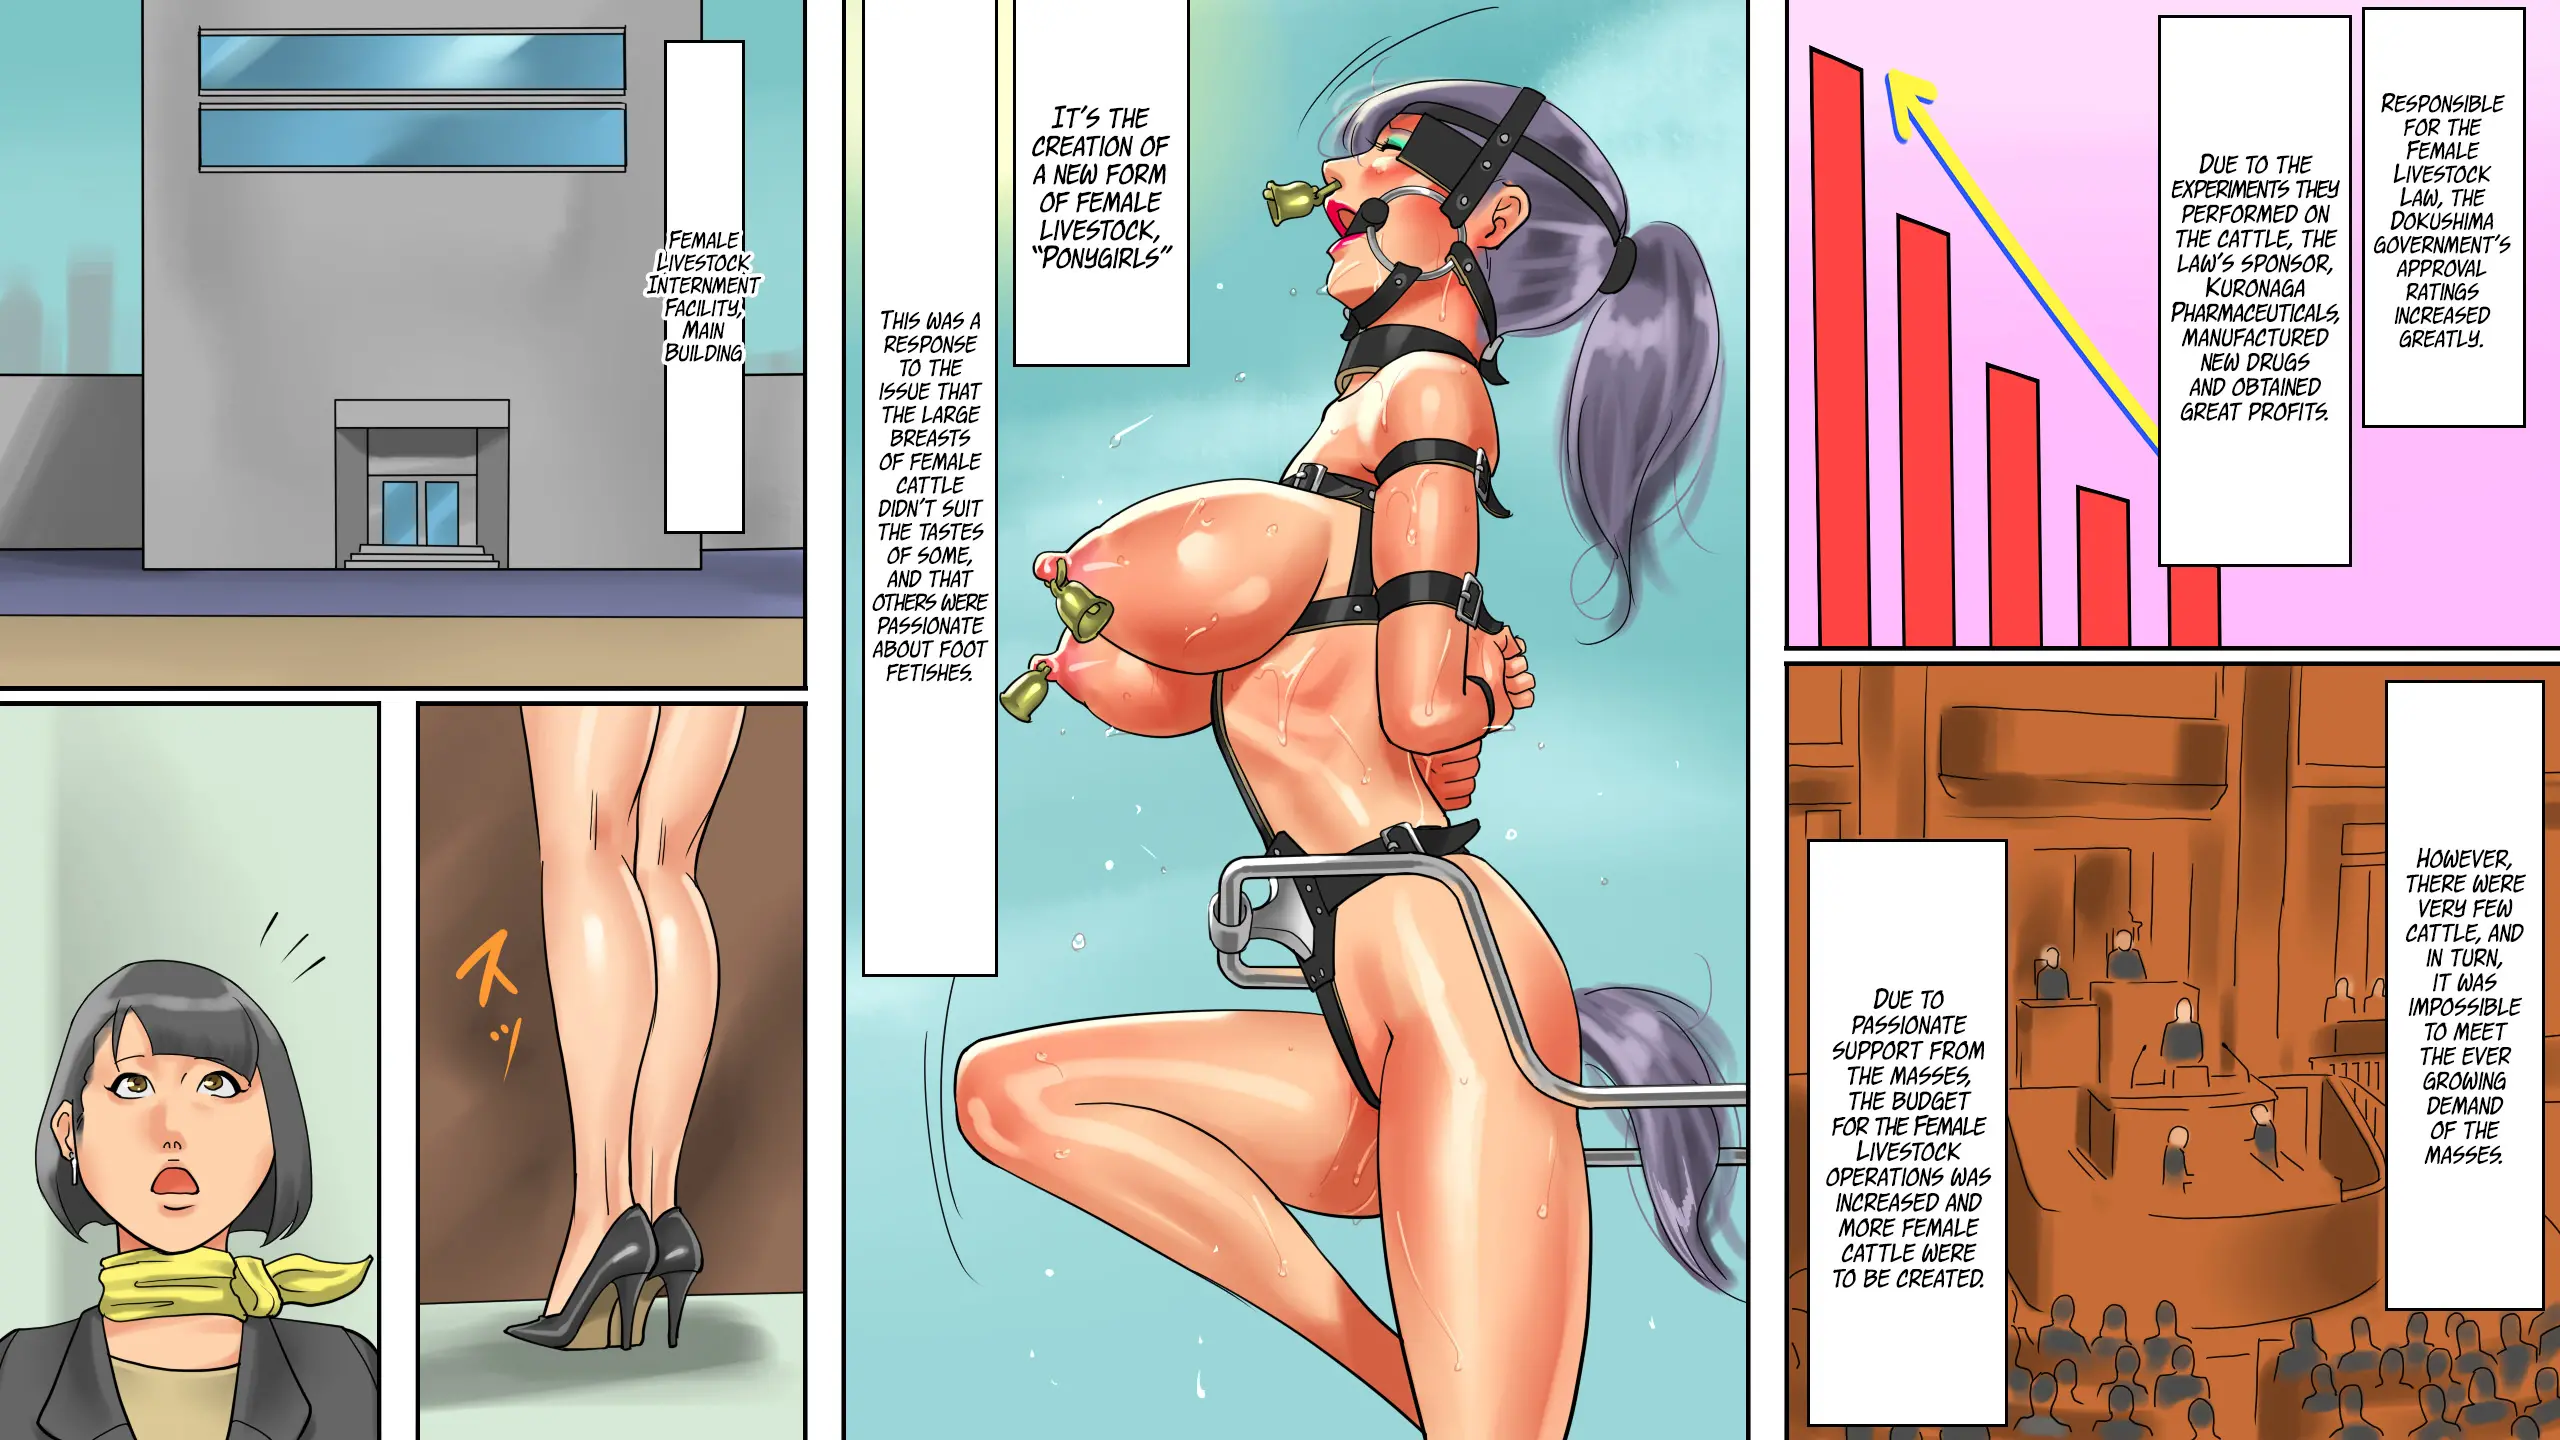 Responsible
for the
Female
Livestock
Law, the
Dokushima
government's
approval
ratings
increased
greatly.
Due to the
experiments they
performed on
the cattle, the
law's sponsor,
Kuronaga
Pharmaceuticals,
manufactured
new drugs
and obtained
great profits.
However,
there were
very few
cattle, and
in turn,
it was
impossible
to meet
the ever
growing
demand
of the
masses.
Due to
passionate
support from
the masses,
the budget
for the Female
Livestock
operations was
increased and
more female
cattle were
to be created.
It's the
creation of
a new form
of female
livestock,
"Ponygirls"
This was a
response
to the
issue that
the large
breasts
of female
cattle
didn't suit
the tastes
of some,
and that
others were
passionate
about foot
fetishes.
Female
Livestock
Internment
Facility,
Main
Building
スッ